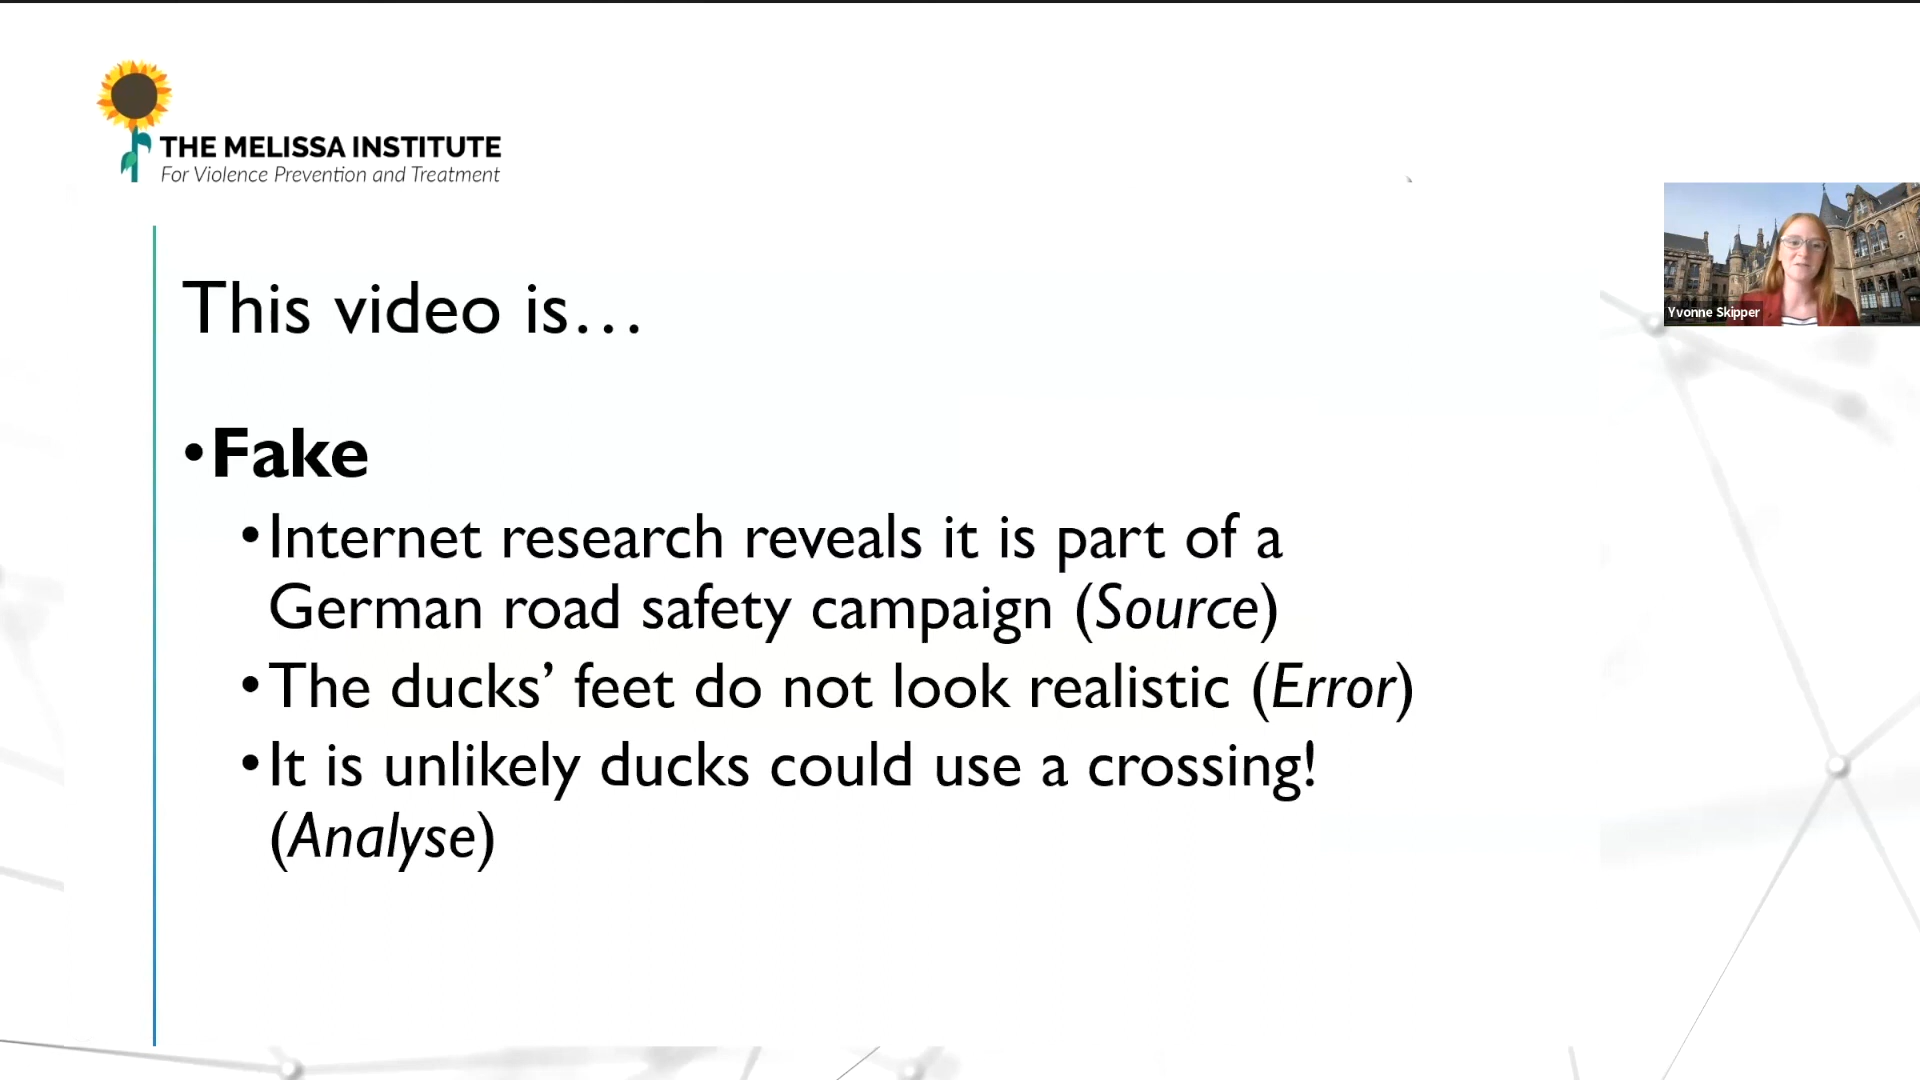 THE MELISSA INSTITUTE
For Violence Prevention and Treatment
Yvonne Skipper
This video is…
•Fake
•Internet research reveals it is part of a
German road safety campaign (Source)
•The ducks’ feet do not look realistic (Error)
•It is unlikely ducks could use a crossing!
(Analyse)